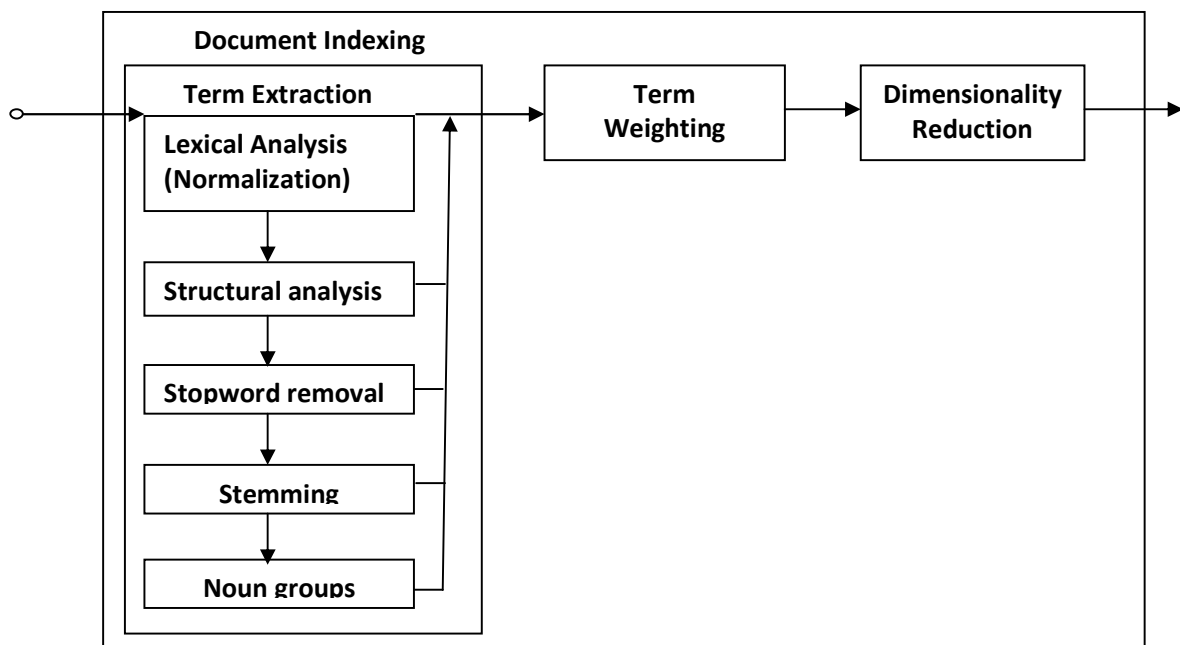 Document Indexing
Term Extraction
Lexical Analysis
(Normalization)
Structural analysis
Stopword removal
Stemming
Noun groups
Term
Weighting
Dimensionality
Reduction